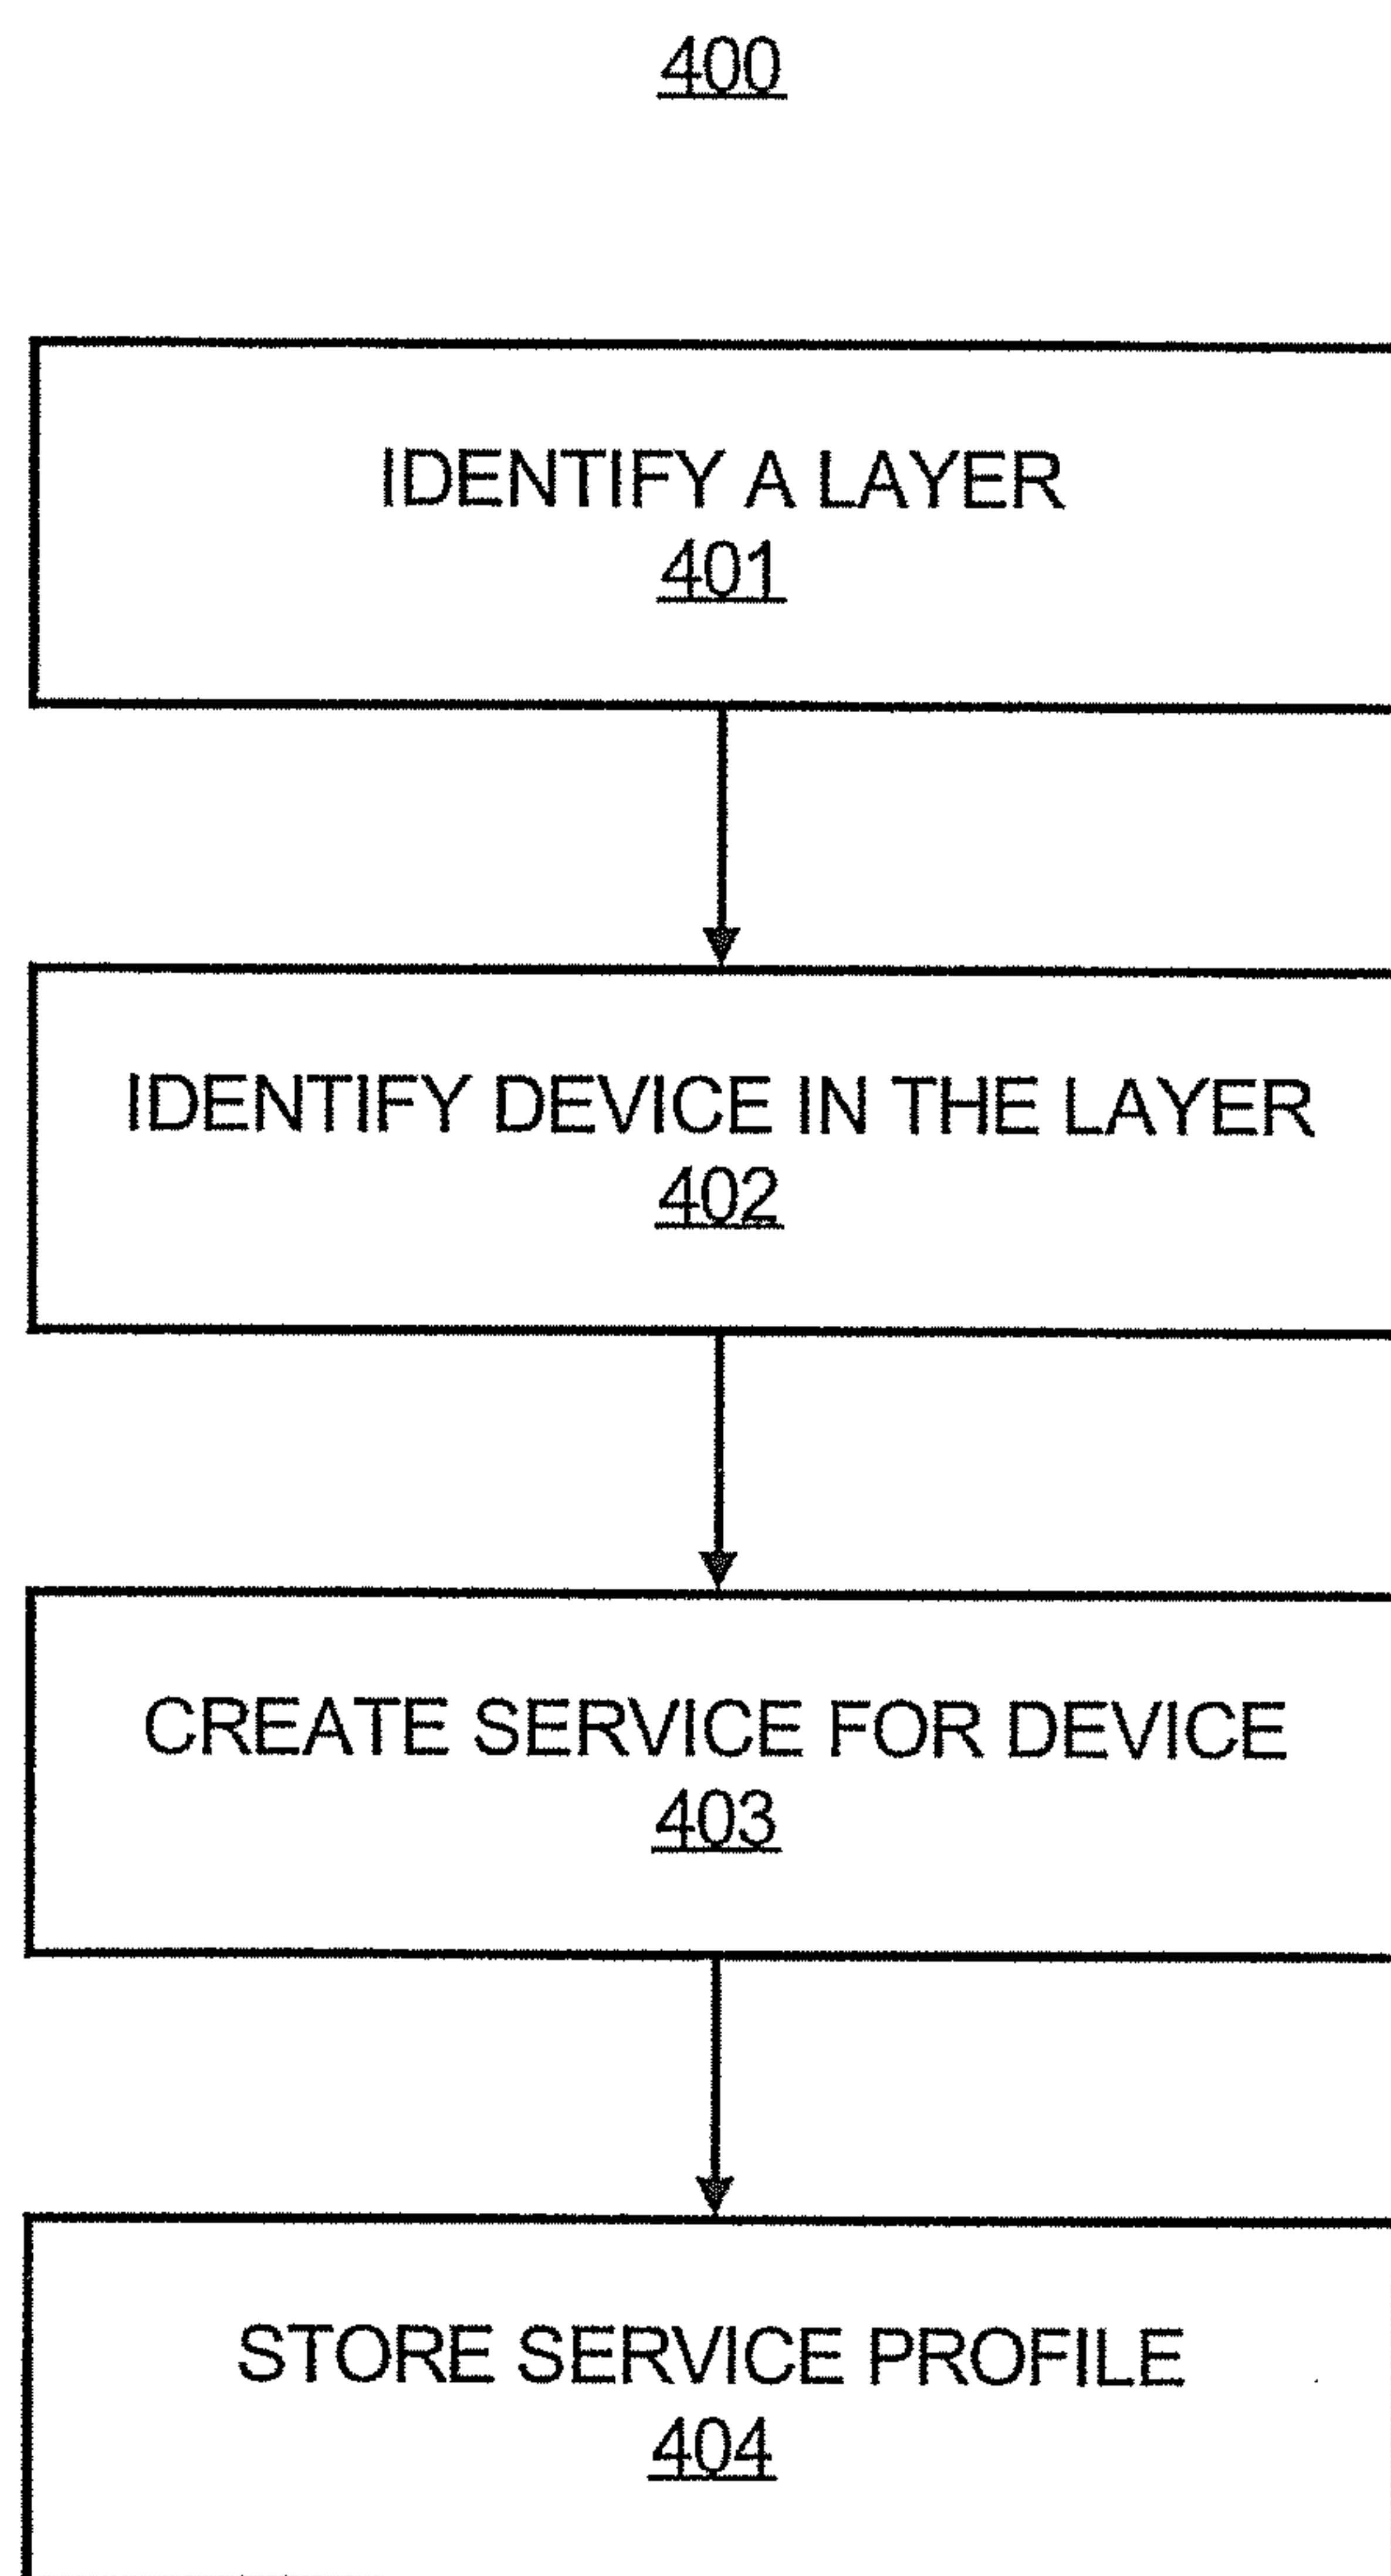 400
IDENTIFY A LAYER
401
IDENTIFY DEVICE IN THE LAYER
402
CREATE SERVICE FOR DEVICE
403
STORE SERVICE PROFILE
404